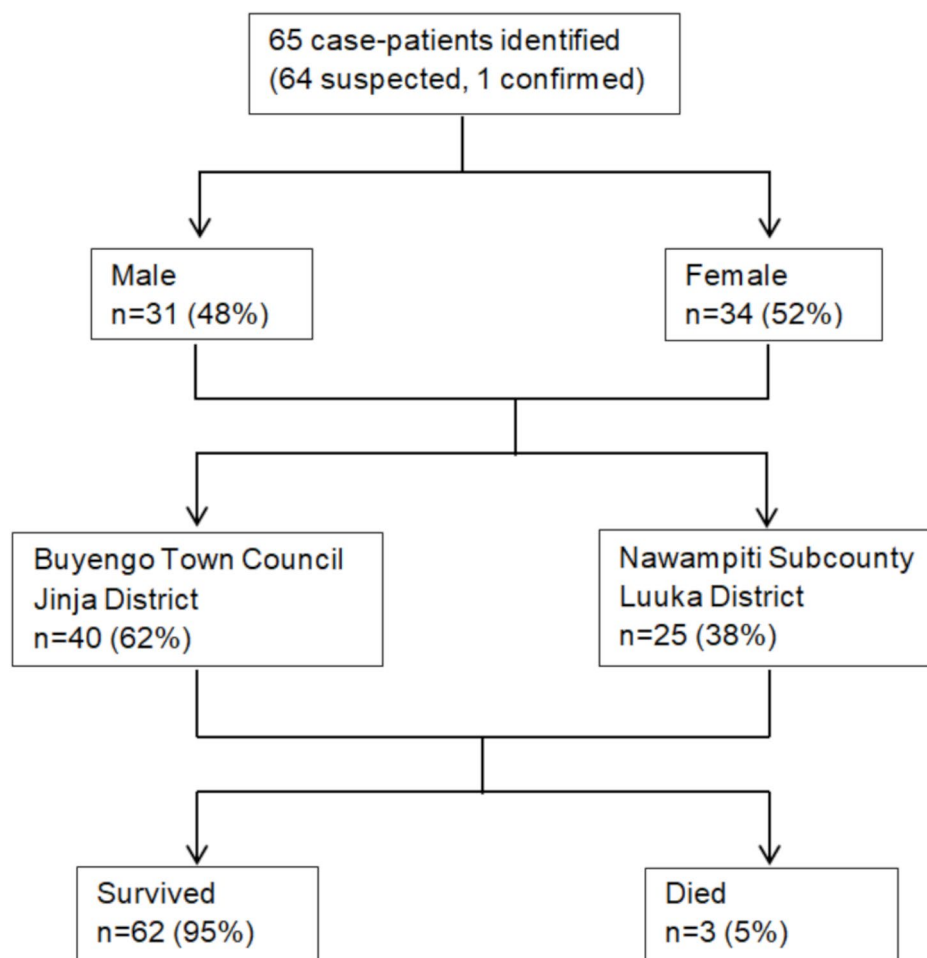 65 case-patients identified
(64 suspected, 1 confirmed)
Male
n=31 (48%)
Female
n=34 (52%)
Buyengo Town Council
Jinja District
n=40 (62%)
Nawampiti Subcounty
Luuka District
n=25 (38%)
Survived
n=62 (95%)
Died
n=3 (5%)